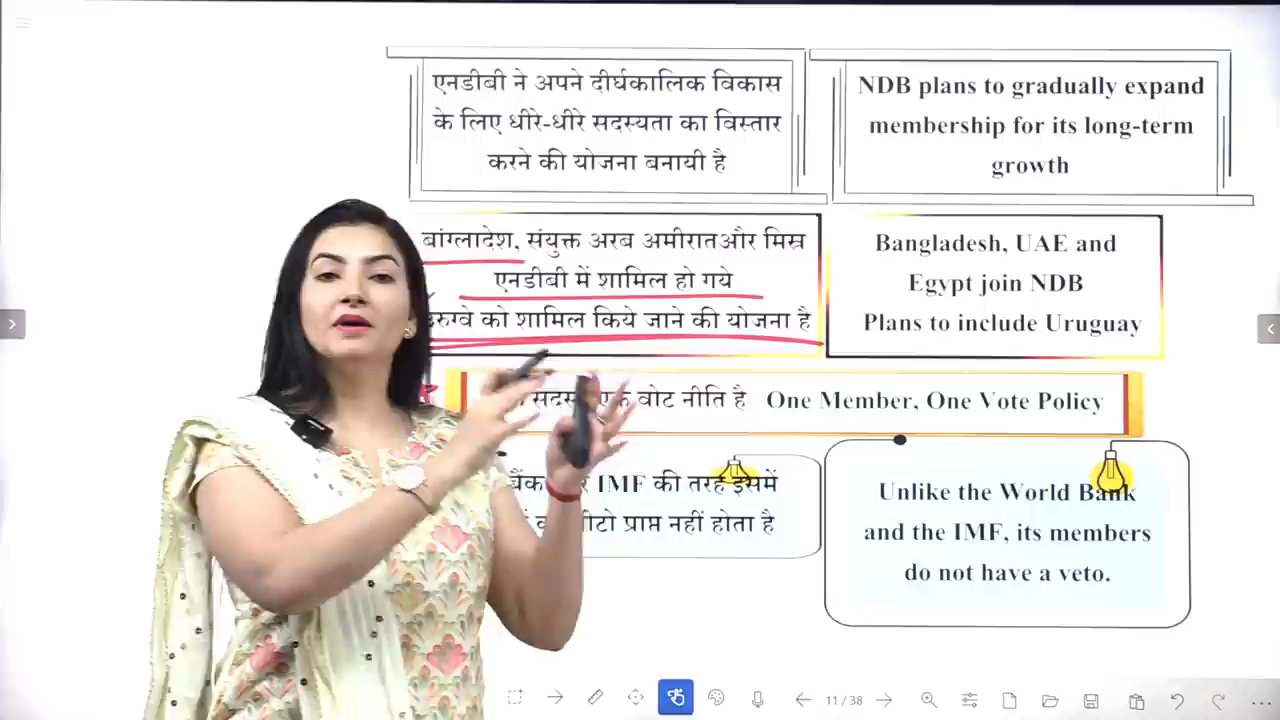 एनडीबी ने अपने दीर्घकालिक विकास
के लिए धीरे-धीरे सदस्यता का विस्तार
करने की योजना बनायी है
NDB plans to gradually expand
membership for its long-term
growth
बांग्लादेश, संयुक्त अरब अमीरातऔर मिस्र
एनडीबी में शामिल हो गये
को शामिल किये जाने की योजना है
Bangladesh, UAE and
Egypt join NDB
Plans to include Uruguay
वोट नीति है One Member, One Vote Policy
IMF की तरह इसमें
प्राप्त नहीं होता है
Unlike the World Bank
and the IMF, its members
do not have a veto.
11 / 38